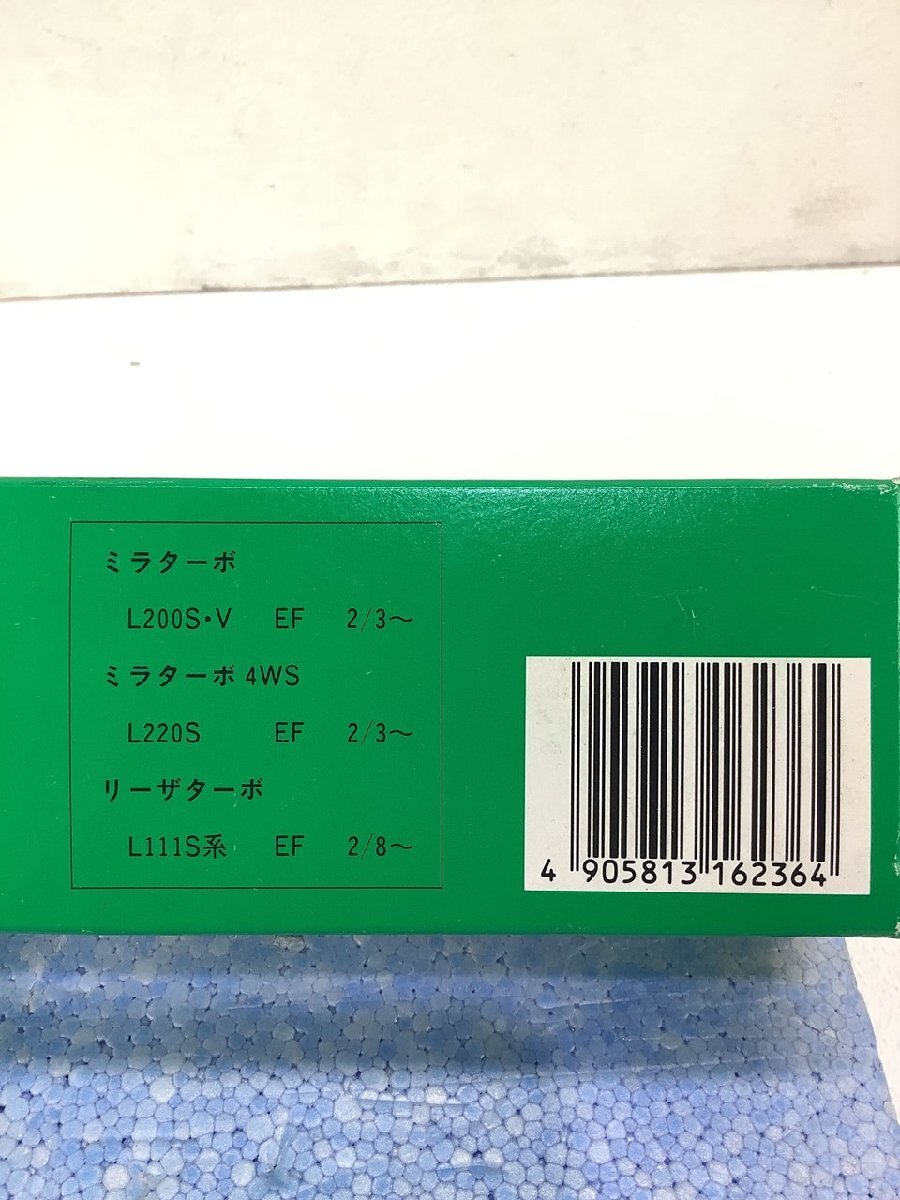 ミラターボ
L200S・V EF 2/3〜
ミラターボ 4WS
L220S EF 2/3〜
リーザターボ
L111S系 EF 2/8〜
4 905813 162364